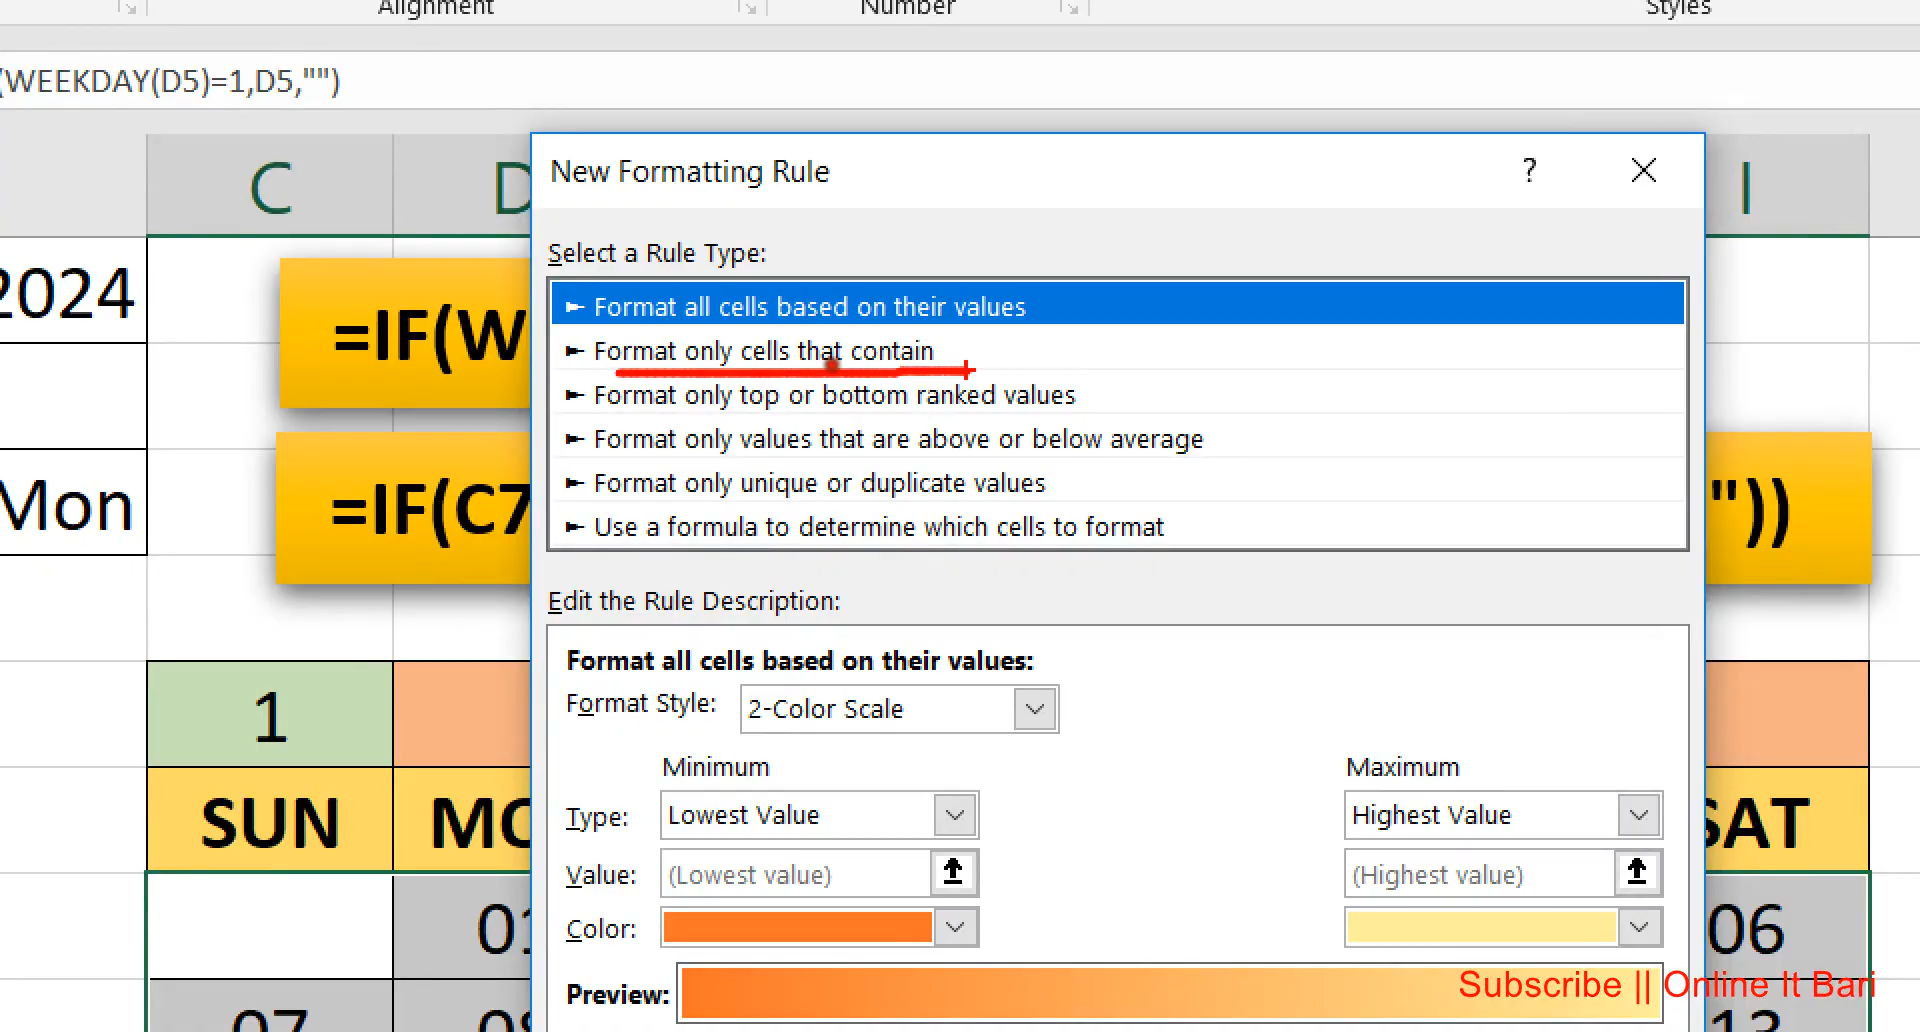 Alignment
Number
Styles
(WEEKDAY(D5)=1,D5,"")
C
D
I
New Formatting Rule
?
2024
=IF(W
Select a Rule Type:
Format all cells based on their values
Format only cells that contain
Format only top or bottom ranked values
Format only values that are above or below average
Format only unique or duplicate values
Use a formula to determine which cells to format
Mon
=IF(C7
"))
Edit the Rule Description:
Format all cells based on their values:
Format Style:
2-Color Scale
1
Minimum
Maximum
Type:
Lowest Value
Highest Value
SUN
MO
SAT
Value:
(Lowest value)
(Highest value)
Color:
01
06
Preview:
Subscribe || Online It Bari
07
08
13